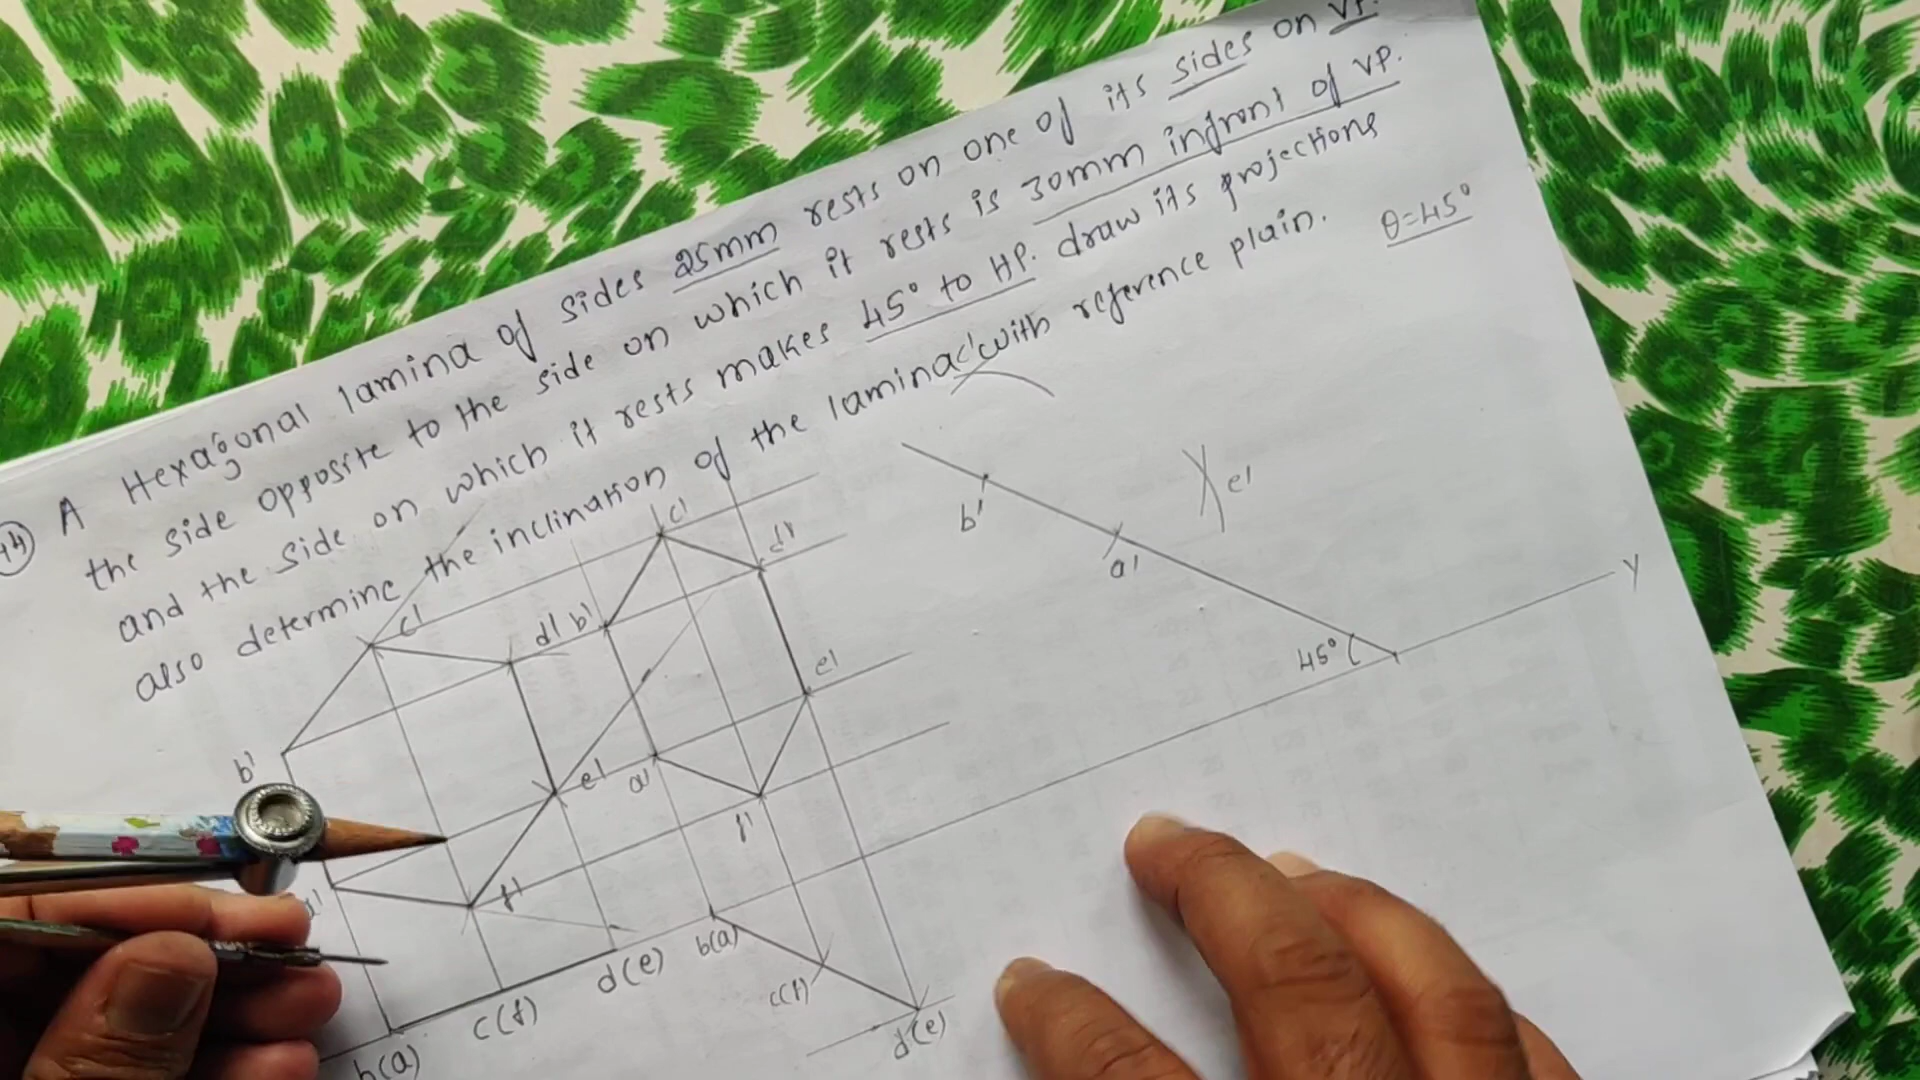 14) A Hexagonal lamina of sides 25mm rests on one of its sides on VP.
the side opposite to the side on which it rests is 30mm infront of VP.
and the side on which it rests makes 45° to HP. draw its projections
also determine the inclination of the lamina with reference plain.
θ=45°
c'
b'
a'
e'
45°
Y
c'
d'
b'
c'
d'
e'
a'
e'
f'
b'
a'
f'
b(a)
c(f)
d(e)
b(a)
c(f)
d(e)